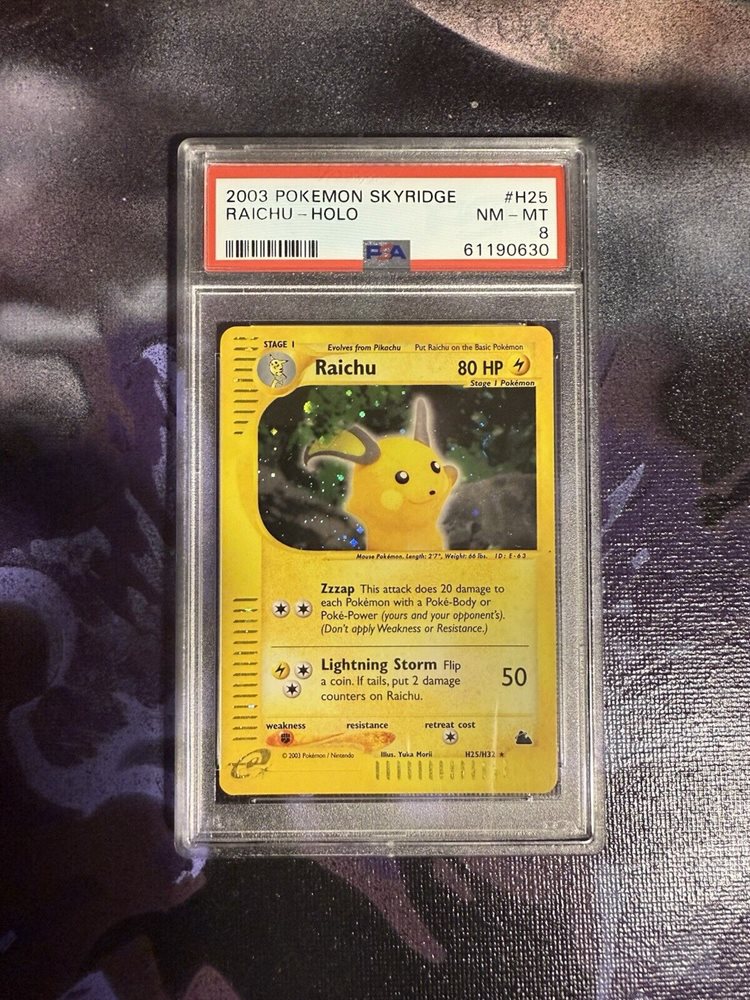 2003 POKEMON SKYRIDGE #H25
RAICHU - HOLO NM - MT
8
PSA 61190630
STAGE 1 Evolves from Pikachu Put Raichu on the Basic Pokémon
Raichu 80 HP
Stage 1 Pokémon
Mouse Pokémon. Length: 2'7", Weight: 66 lbs. ID: E-63
Zzzap This attack does 20 damage to
each Pokémon with a Poké-Body or
Poké-Power (yours and your opponent's).
(Don't apply Weakness or Resistance.)
Lightning Storm Flip
a coin. If tails, put 2 damage 50
counters on Raichu.
weakness resistance retreat cost
Illus. Yuka Morii H25/H32
© 2003 Pokémon / Nintendo
e